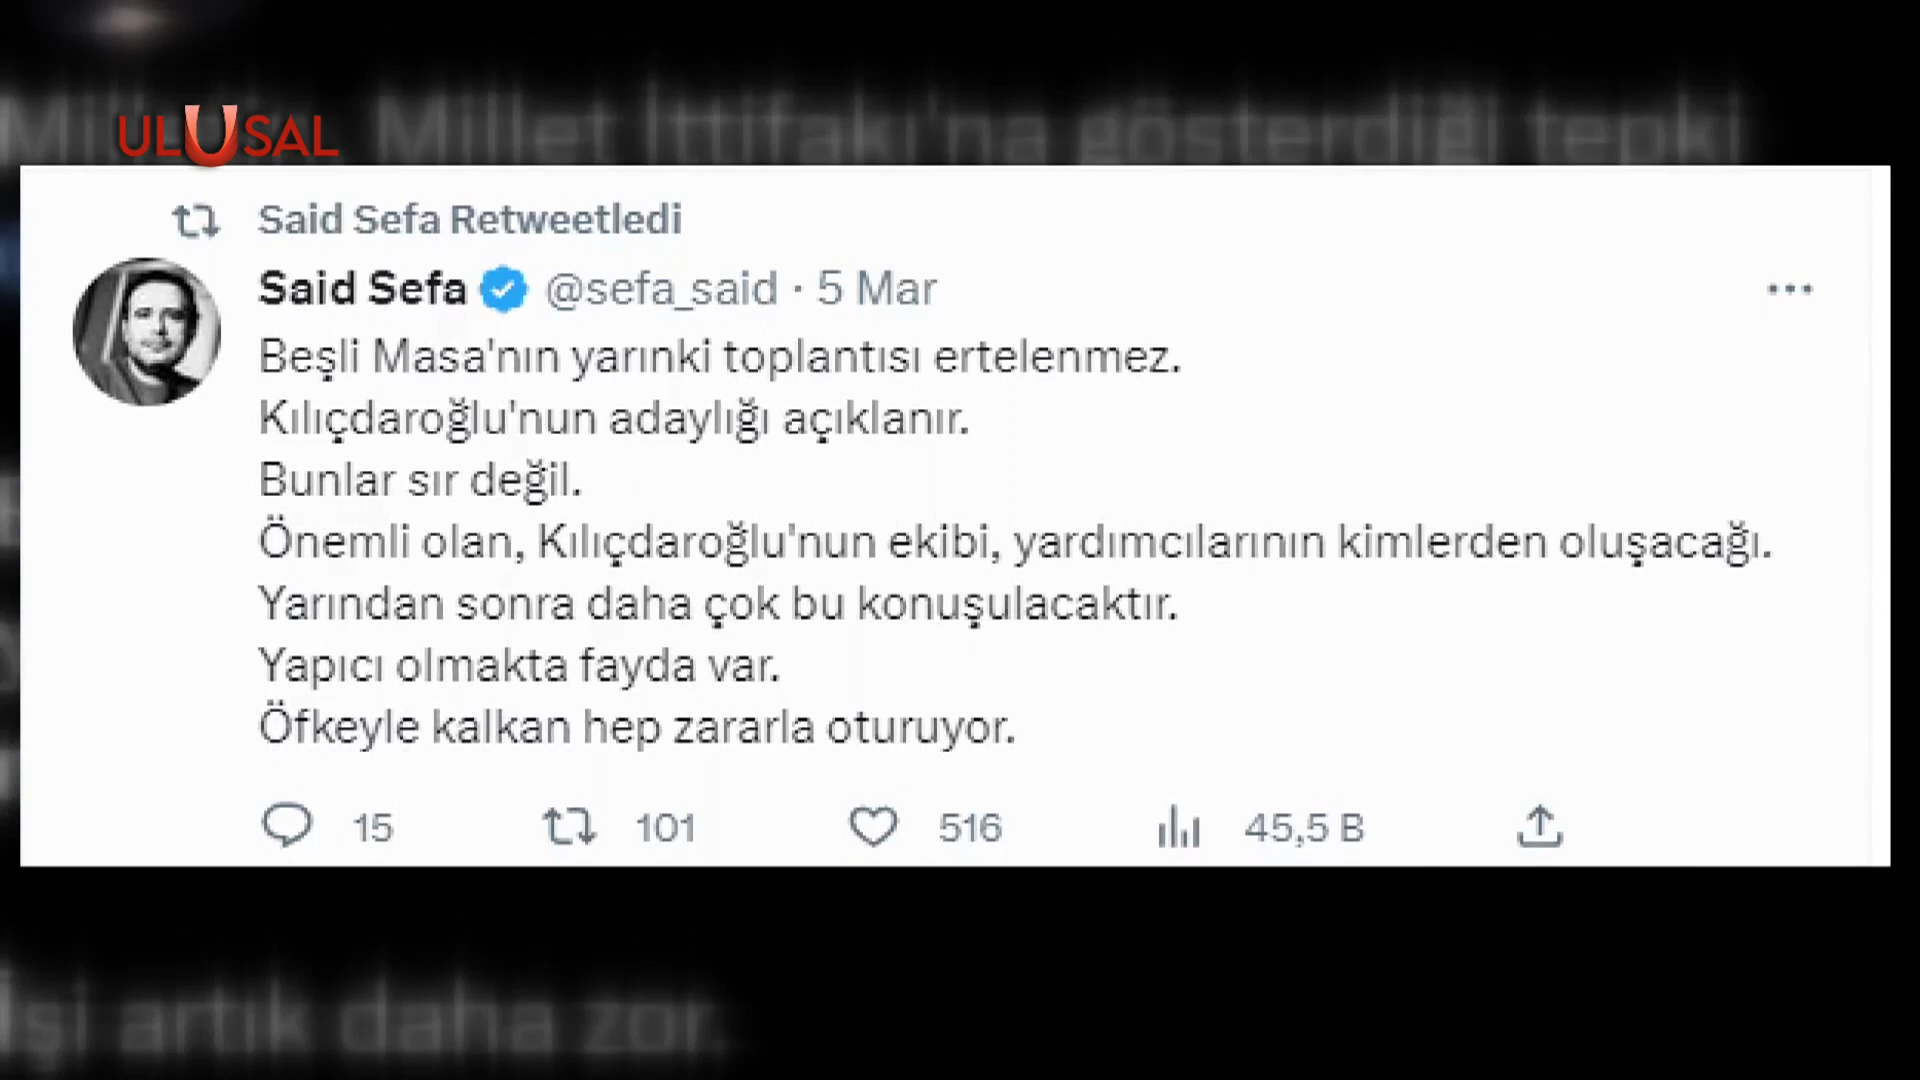 Millet İttifakı'na gösterdiği tepki
ULUSAL
Said Sefa Retweetledi
Said Sefa @sefa_said · 5 Mar
Beşli Masa'nın yarınki toplantısı ertelenmez.
Kılıçdaroğlu'nun adaylığı açıklanır.
Bunlar sır değil.
Önemli olan, Kılıçdaroğlu'nun ekibi, yardımcılarının kimlerden oluşacağı.
Yarından sonra daha çok bu konuşulacaktır.
Yapıcı olmakta fayda var.
Öfkeyle kalkan hep zararla oturuyor.
15 101 516 45,5 B
işi artık daha zor.